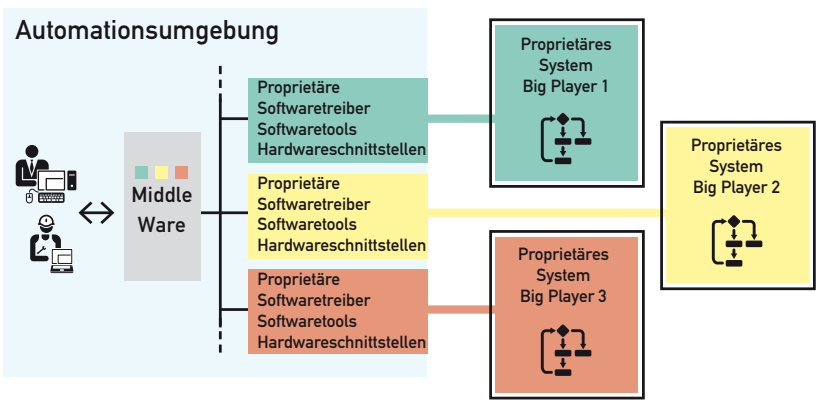 Automationsumgebung
Middle
Ware
Proprietäre
Softwaretreiber
Softwaretools
Hardwareschnittstellen
Proprietäre
Softwaretreiber
Softwaretools
Hardwareschnittstellen
Proprietäre
Softwaretreiber
Softwaretools
Hardwareschnittstellen
Proprietäres
System
Big Player 1
Proprietäres
System
Big Player 2
Proprietäres
System
Big Player 3